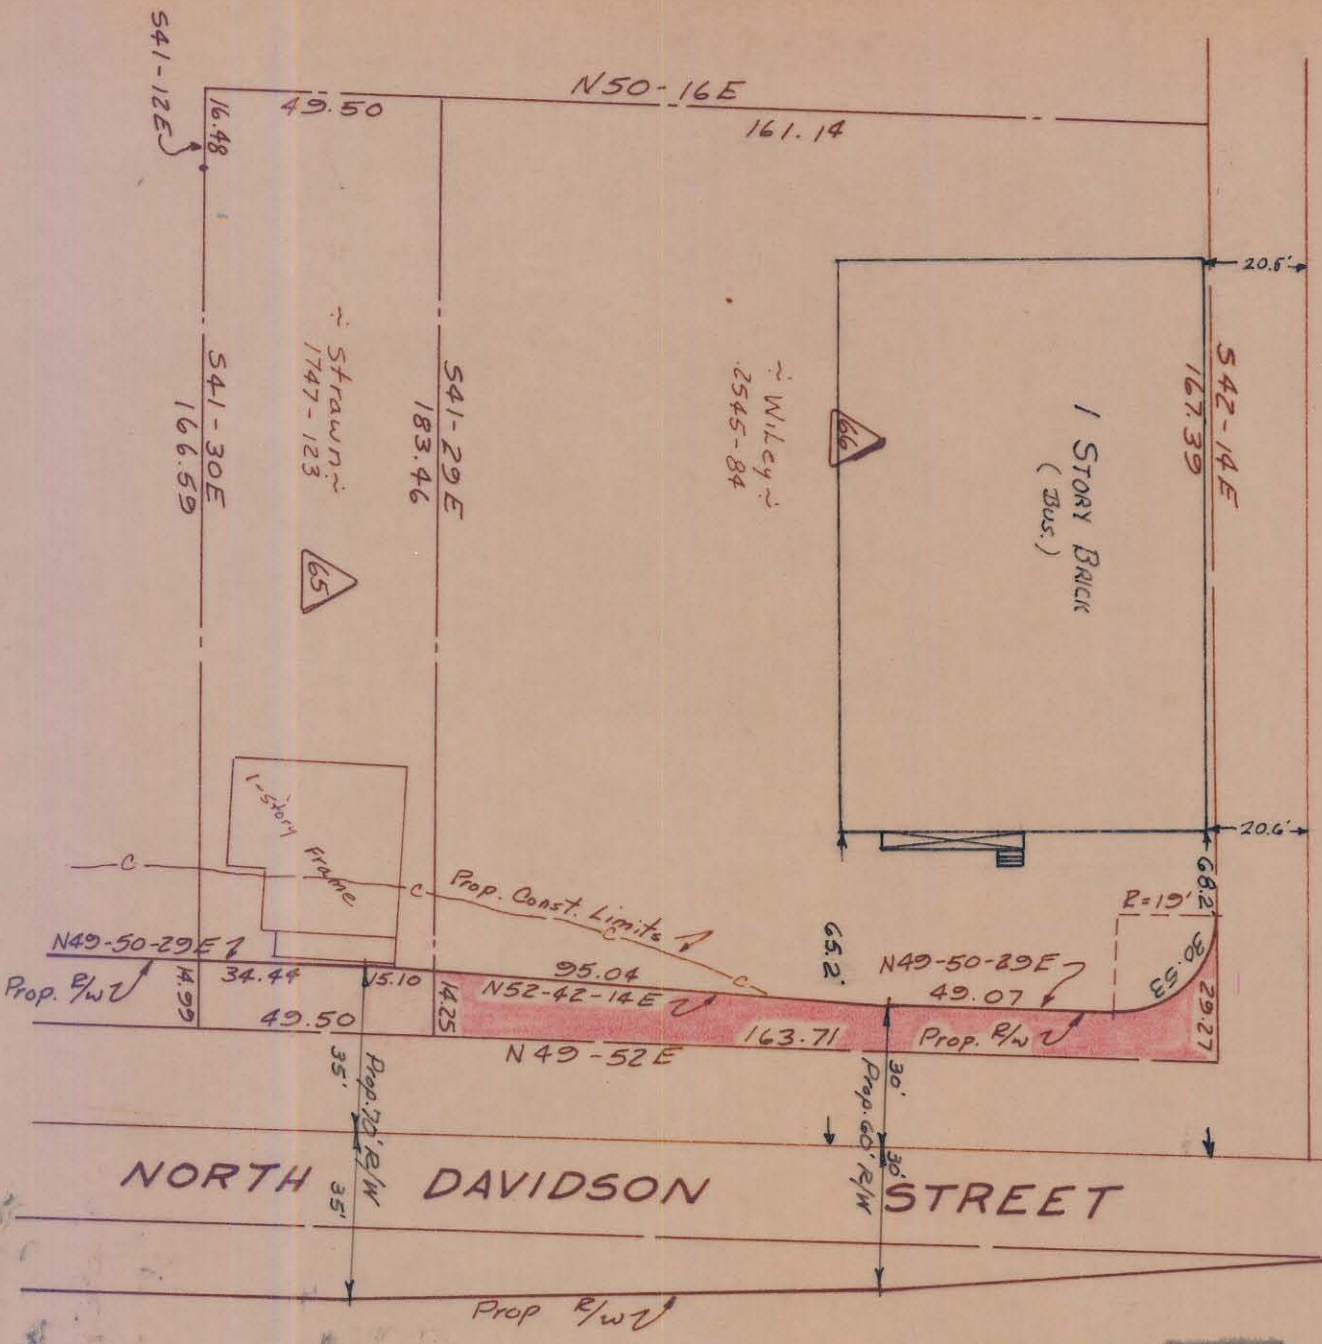 S41-12E
16.48
49.50
N50-16E
161.14
20.5'
S42-14E
167.39
1 STORY BRICK
(BUS.)
66
~ Wiley ~
2545-84
S41-29E
183.46
~ Strawn ~
1747-123
65
S41-30E
166.59
1-Story Frame
C
C
Prop. Const. Limits
C
C
20.6'
68.2'
65.2'
R=19'
30.53
29.27
N49-50-29E
Prop. R/W
14.99
34.44
15.10
14.25
95.04
N52-42-14E
N49-50-29E
49.07
Prop. R/W
49.50
163.71
N49-52E
35'
Prop. 70' R/W
35'
30'
Prop. 60' R/W
30'
NORTH DAVIDSON STREET
Prop R/W